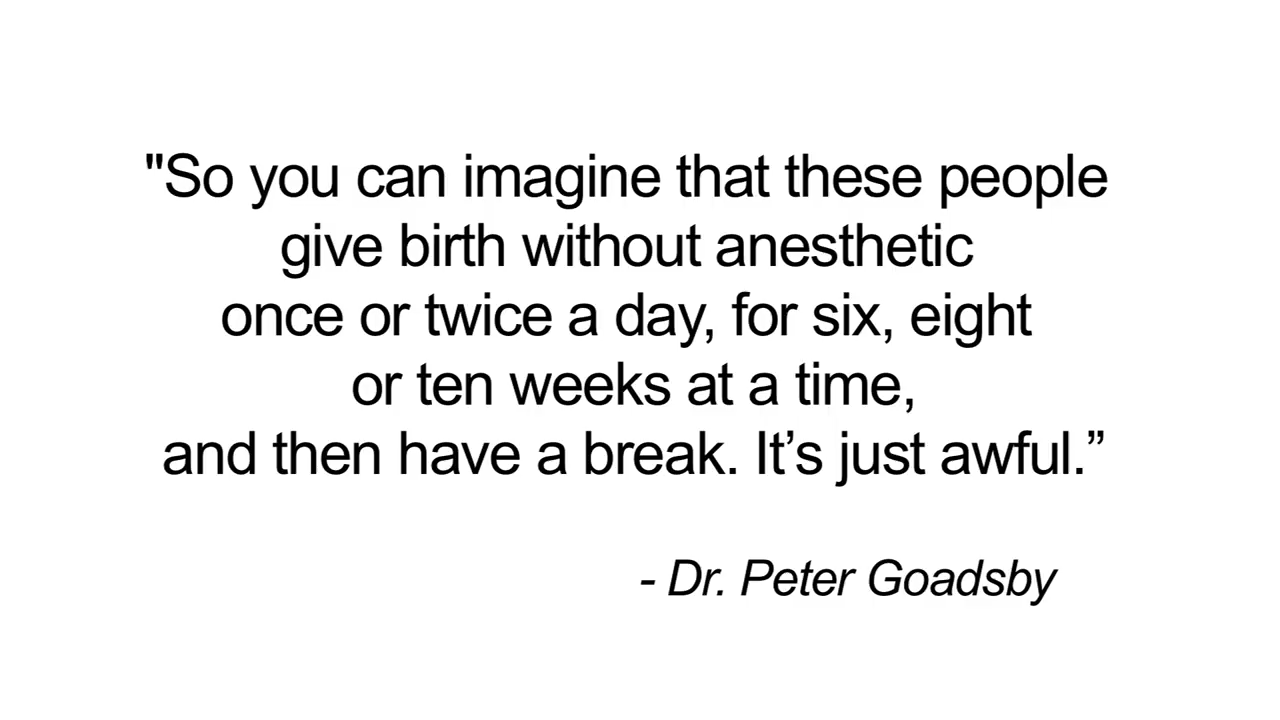 "So you can imagine that these people
give birth without anesthetic
once or twice a day, for six, eight
or ten weeks at a time,
and then have a break. It’s just awful.”
- Dr. Peter Goadsby